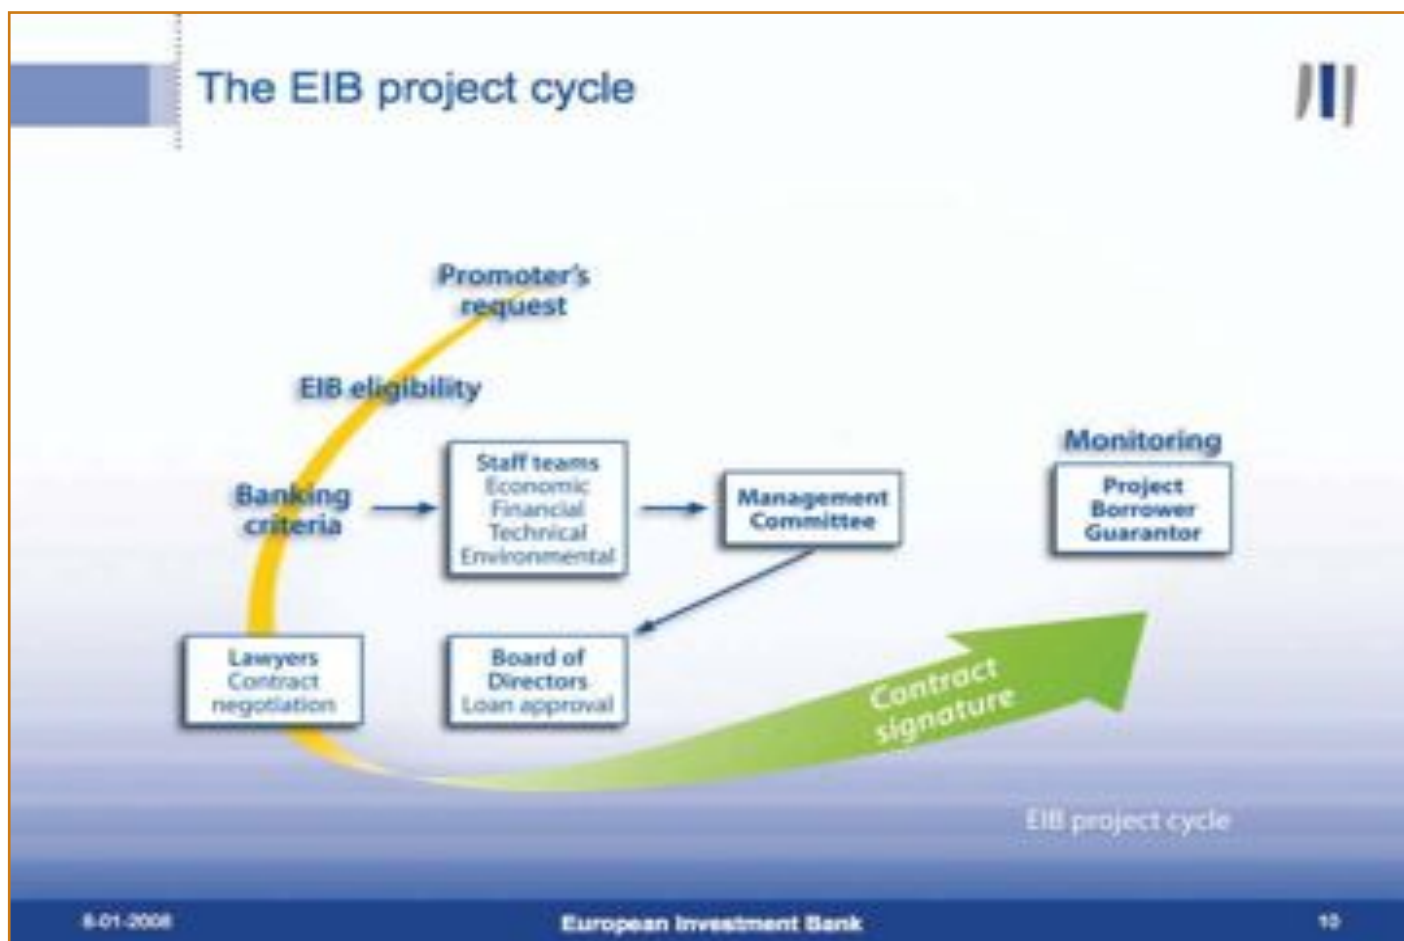 The EIB project cycle
Promoter's
request
EIB eligibility
Banking
criteria
Staff teams
Economic
Financial
Technical
Environmental
Management
Committee
Monitoring
Project
Borrower
Guarantor
Lawyers
Contract
negotiation
Board of
Directors
Loan approval
Contract
signature
EIB project cycle
European Investment Bank
10